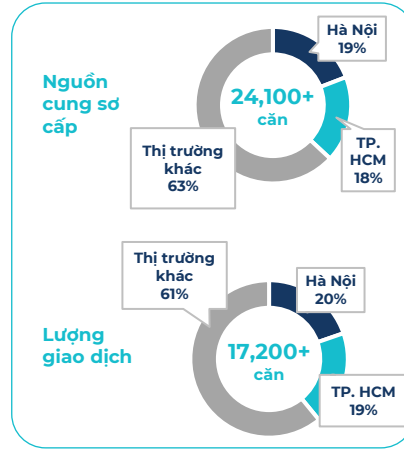 Nguồn
cung sơ
cấp
Hà Nội
19%
24,100+
căn
TP.
HCM
18%
Thị trường
khác
63%
Lượng
giao dịch
Thị trường
khác
61%
Hà Nội
20%
17,200+
căn
TP. HCM
19%